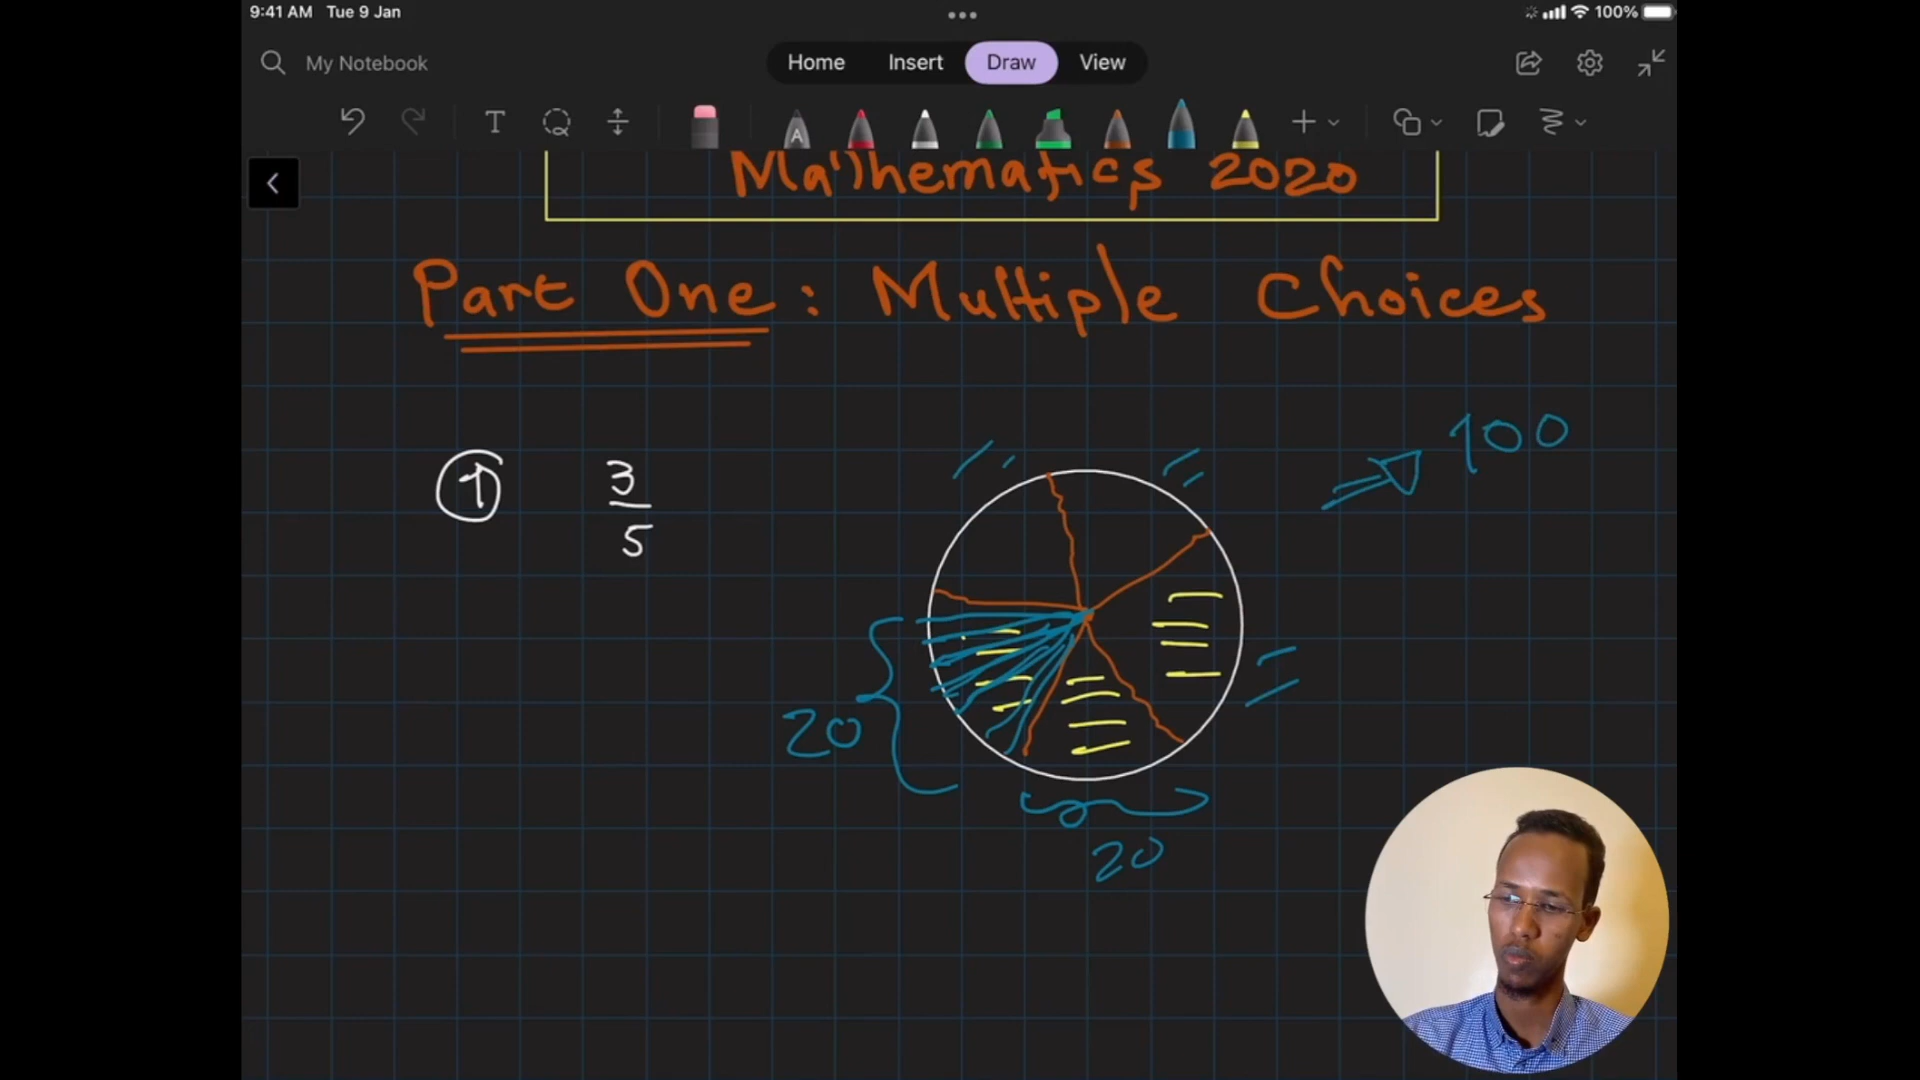 9:41 AM Tue 9 Jan
100%
My Notebook
Home Insert Draw View
T
A
Mathematics 2020
Part One: Multiple Choices
100
1 3
5
20
20